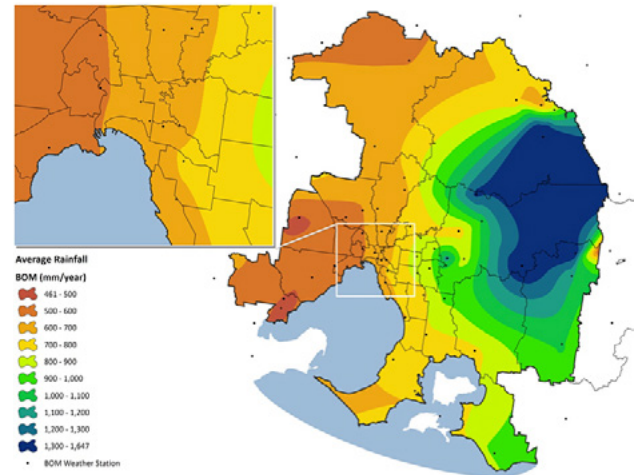 Average Rainfall
BOM (mm/year)
461 - 500
500 - 600
600 - 700
700 - 800
800 - 900
900 - 1,000
1,000 - 1,100
1,100 - 1,200
1,200 - 1,300
1,300 - 1,647
BOM Weather Station